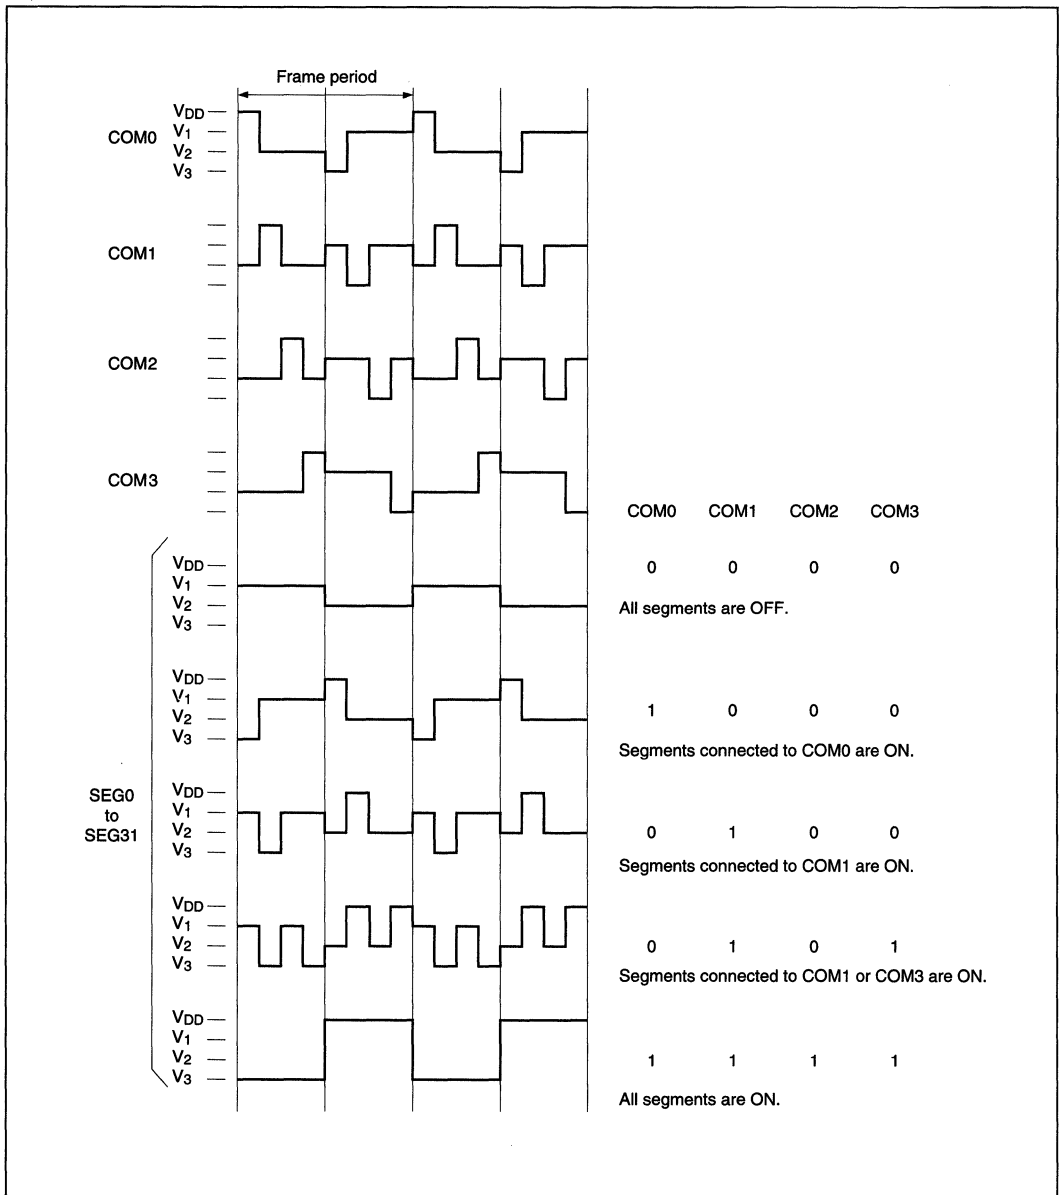 Frame period
COM0
VDD
V1
V2
V3
COM1
COM2
COM3
COM0 COM1 COM2 COM3
SEG0
to
SEG31
VDD
V1
V2
V3
0 0 0 0
All segments are OFF.
VDD
V1
V2
V3
1 0 0 0
Segments connected to COM0 are ON.
VDD
V1
V2
V3
0 1 0 0
Segments connected to COM1 are ON.
VDD
V1
V2
V3
0 1 0 1
Segments connected to COM1 or COM3 are ON.
VDD
V1
V2
V3
1 1 1 1
All segments are ON.